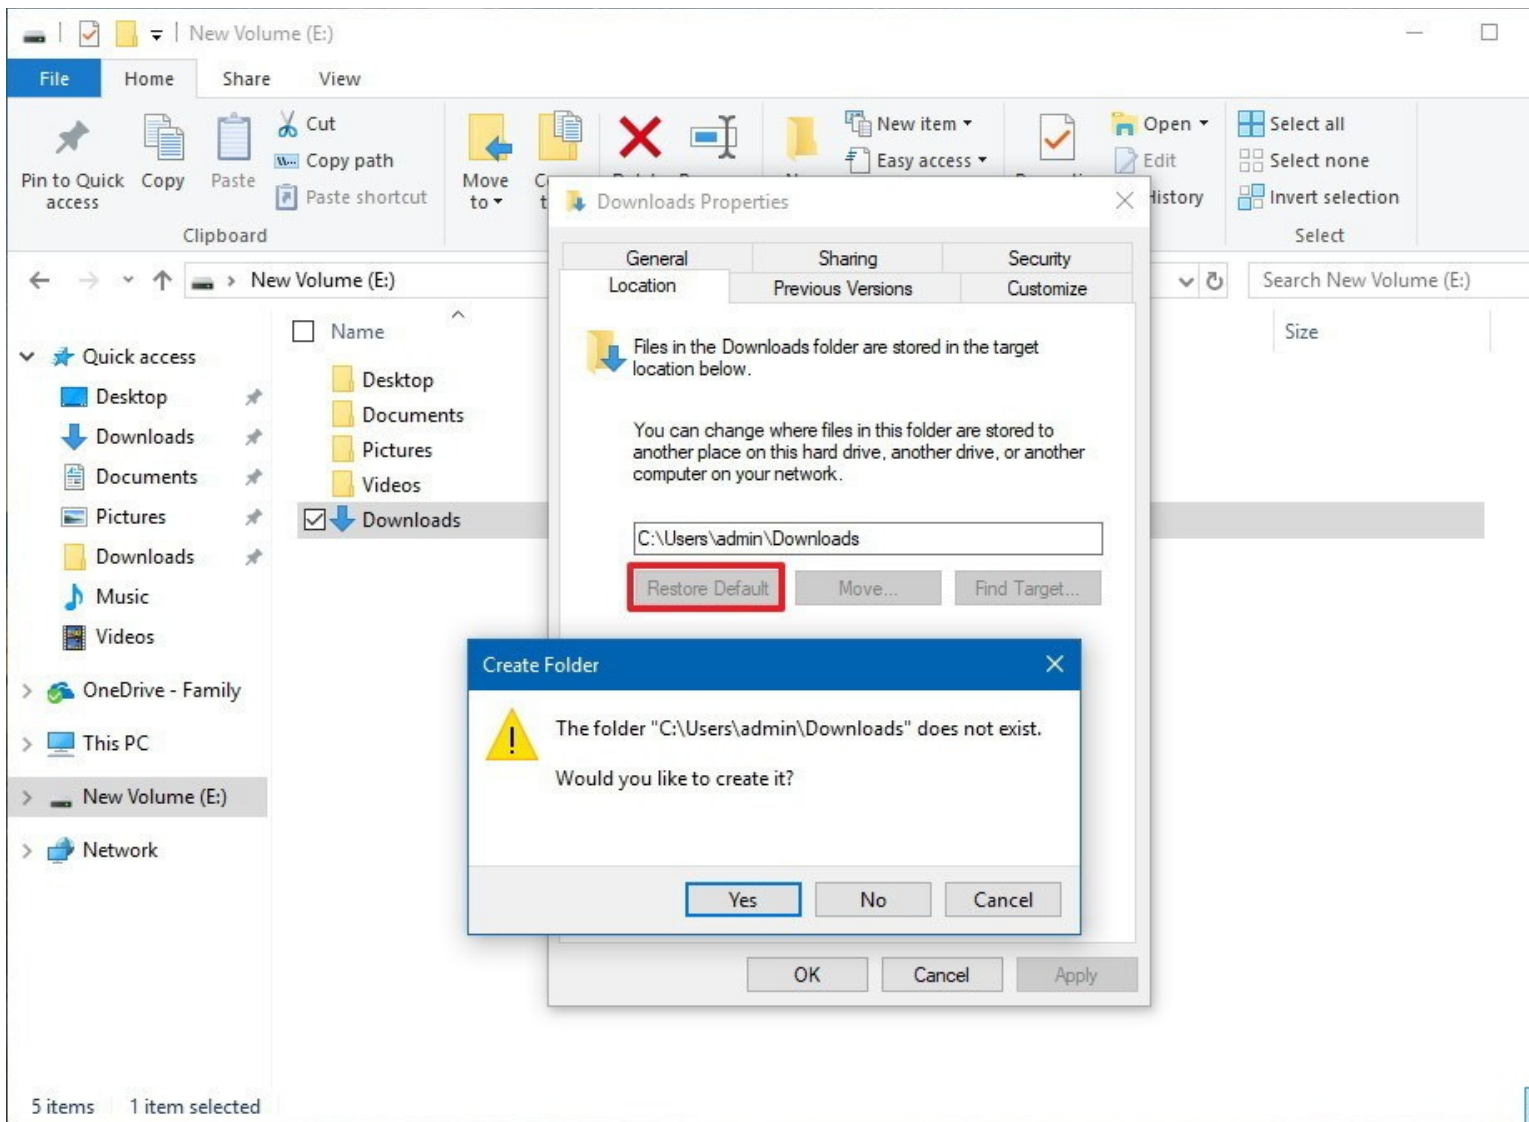 New Volume (E:)
File Home Share View
Pin to Quick access
Copy
Paste
Cut
Copy path
Paste shortcut
Clipboard
Move to
New item
Easy access
Open
Edit
History
Select all
Select none
Invert selection
Select
New Volume (E:)
Search New Volume (E:)
Quick access
Desktop
Downloads
Documents
Pictures
Downloads
Music
Videos
OneDrive - Family
This PC
New Volume (E:)
Network
Name
Size
Desktop
Documents
Pictures
Videos
Downloads
Downloads Properties
General Sharing Security
Location Previous Versions Customize
Files in the Downloads folder are stored in the target
location below.
You can change where files in this folder are stored to
another place on this hard drive, another drive, or another
computer on your network.
C:\Users\admin\Downloads
Restore Default Move... Find Target...
Create Folder
The folder "C:\Users\admin\Downloads" does not exist.
Would you like to create it?
Yes No Cancel
OK Cancel Apply
5 items 1 item selected